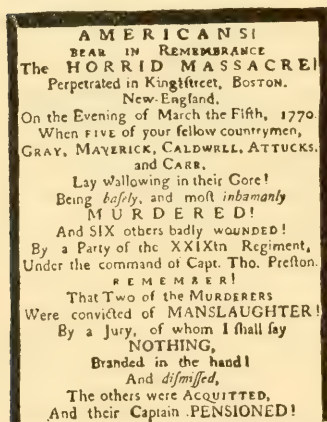 AMERICANS!
BEAR IN REMEMBRANCE
The HORRID MASSACRE!
Perpetrated in King-ſtreet, BOSTON.
New-England,
On the Evening of March the Fifth, 1770.
When FIVE of your fellow countrymen,
GRAY, MAVERICK, CALDWELL, ATTUCKS,
and CARR,
Lay wallowing in their Gore!
Being baſely, and moſt inhumanly
MURDERED!
And SIX others badly WOUNDED!
By a Party of the XXIXth Regiment,
Under the command of Capt. Tho. Preſton.
REMEMBER!
That Two of the MURDERERS
Were convicted of MANSLAUGHTER!
By a Jury, of whom I ſhall ſay
NOTHING,
Branded in the hand!
And diſmiſſed,
The others were ACQUITTED,
And their Captain PENSIONED!